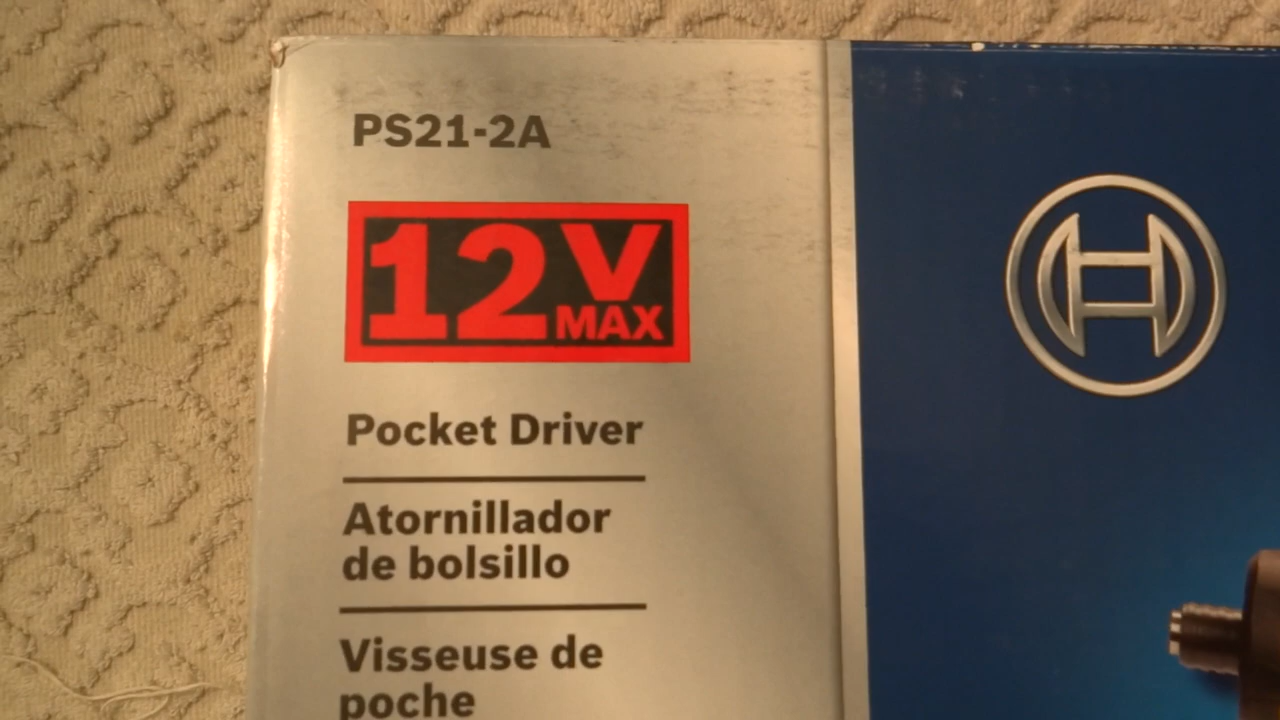 PS21-2A
12V
MAX
Pocket Driver
Atornillador
de bolsillo
Visseuse de
poche